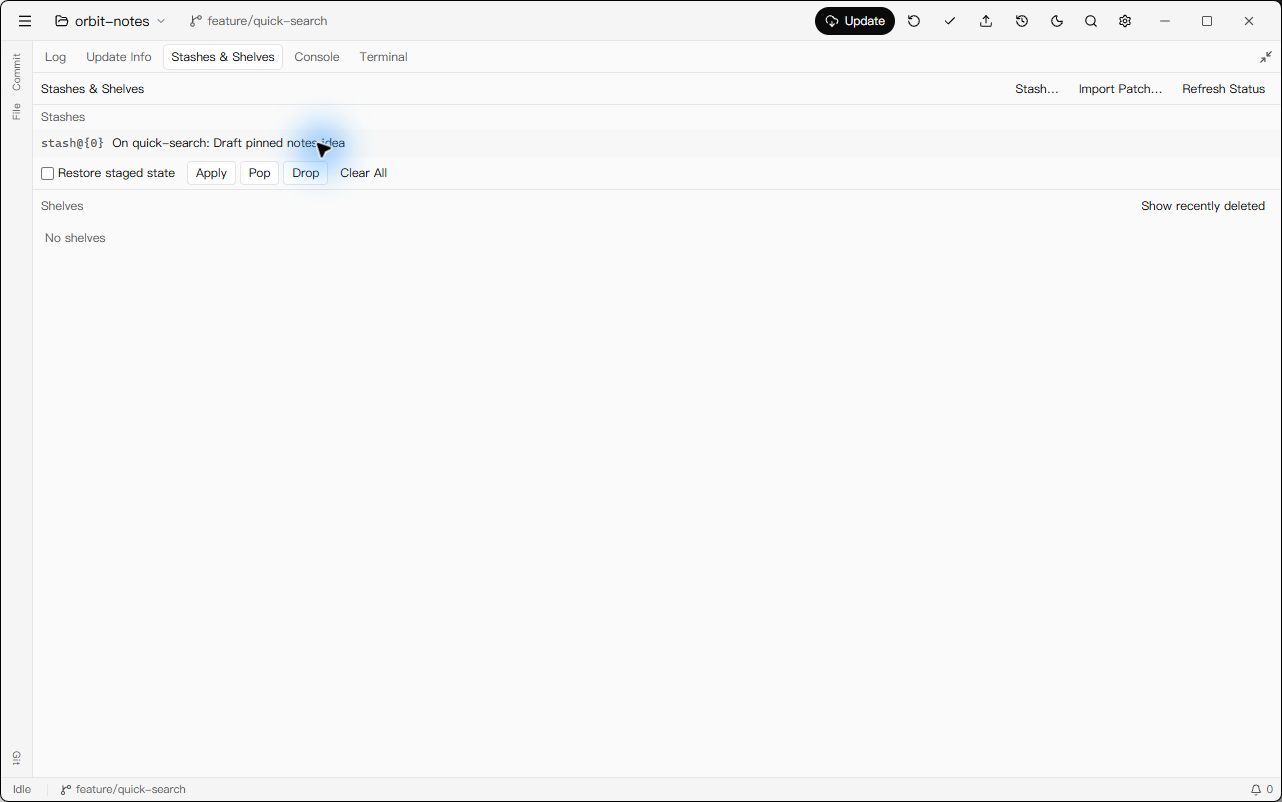 orbit-notes feature/quick-search Update
Commit
File
Log Update Info Stashes & Shelves Console Terminal
Stashes & Shelves Stash... Import Patch... Refresh Status
Stashes
stash@{0} On quick-search: Draft pinned notes idea
Restore staged state Apply Pop Drop Clear All
Shelves Show recently deleted
No shelves
Git
Idle feature/quick-search 0